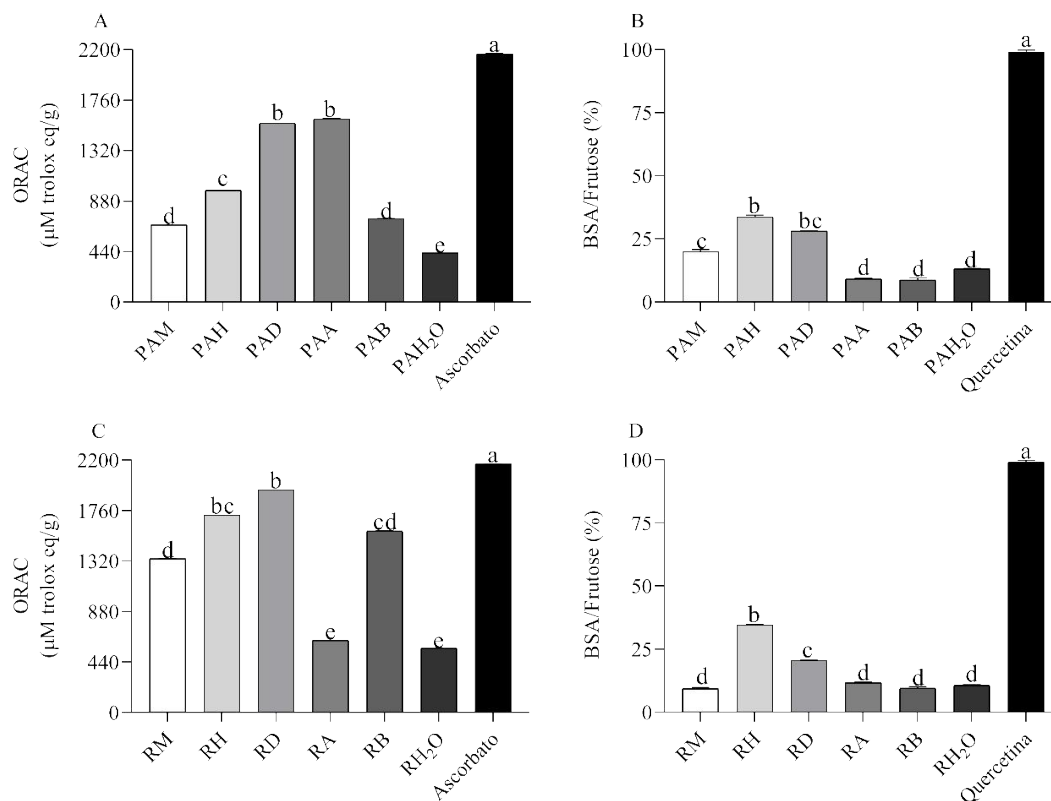 A
ORAC
(µM trolox cq/g)
2200
1760
1320
880
440
0
d
c
b
b
d
e
a
PAM
PAH
PAD
PAA
PAB
PAH₂O
Ascorbato
B
BSA/Frutose (%)
100
75
50
25
0
c
b
bc
d
d
d
a
PAM
PAH
PAD
PAA
PAB
PAH₂O
Quercetina
C
ORAC
(µM trolox cq/g)
2200
1760
1320
880
440
0
d
bc
b
e
cd
e
a
RM
RH
RD
RA
RB
RH₂O
Ascorbato
D
BSA/Frutose (%)
100
75
50
25
0
d
b
c
d
d
d
a
RM
RH
RD
RA
RB
RH₂O
Quercetina